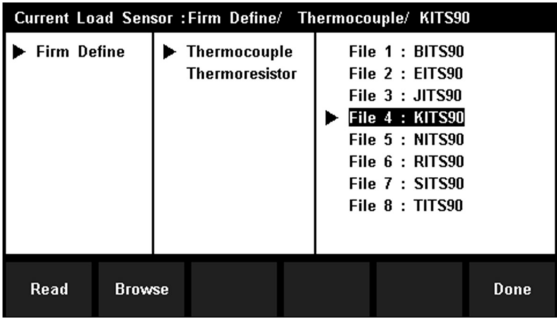 Current Load Sensor :Firm Define/ Thermocouple/ KITS90
Firm Define
Thermocouple
Thermoresistor
File 1 : BITS90
File 2 : EITS90
File 3 : JITS90
File 4 : KITS90
File 5 : NITS90
File 6 : RITS90
File 7 : SITS90
File 8 : TITS90
Read Browse Done